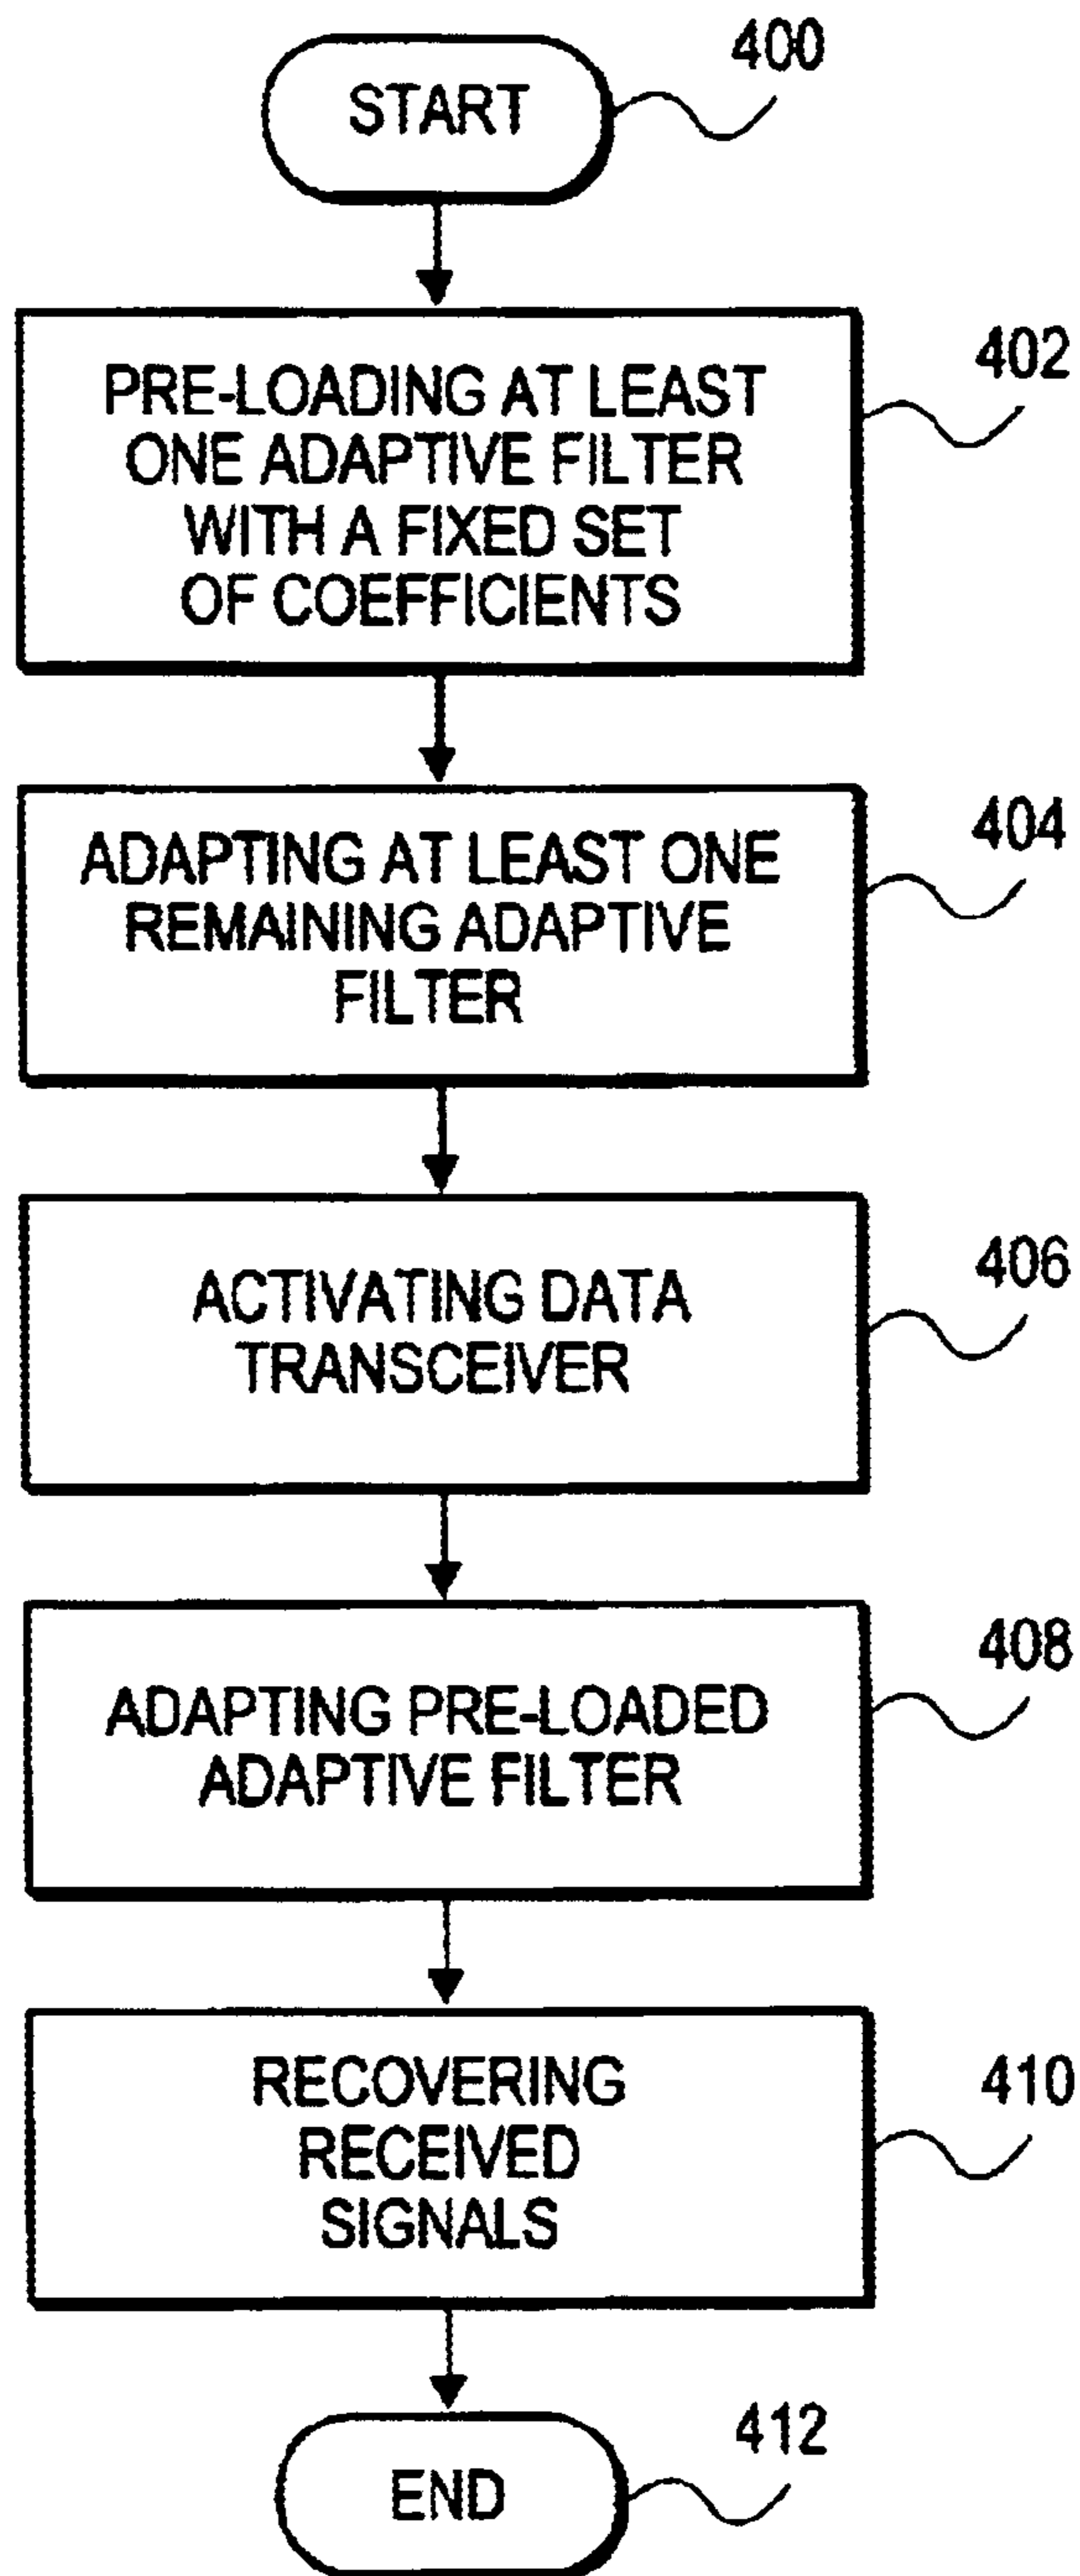 START
400
PRE-LOADING AT LEAST
ONE ADAPTIVE FILTER
WITH A FIXED SET
OF COEFFICIENTS
402
ADAPTING AT LEAST ONE
REMAINING ADAPTIVE
FILTER
404
ACTIVATING DATA
TRANSCEIVER
406
ADAPTING PRE-LOADED
ADAPTIVE FILTER
408
RECOVERING
RECEIVED
SIGNALS
410
END
412